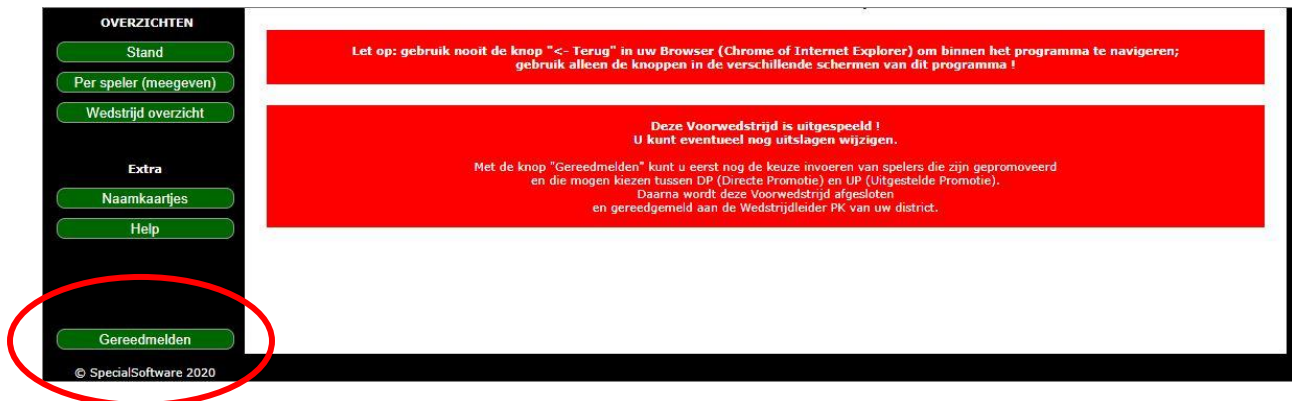 OVERZICHTEN
Stand
Per speler (meegeven)
Wedstrijd overzicht
Extra
Naamkaartjes
Help
Gereedmelden
© SpecialSoftware 2020
Let op: gebruik nooit de knop "<- Terug" in uw Browser (Chrome of Internet Explorer) om binnen het programma te navigeren;
gebruik alleen de knoppen in de verschillende schermen van dit programma !
Deze Voorwedstrijd is uitgespeeld !
U kunt eventueel nog uitslagen wijzigen.
Met de knop "Gereedmelden" kunt u eerst nog de keuze invoeren van spelers die zijn gepromoveerd
en die mogen kiezen tussen DP (Directe Promotie) en UP (Uitgestelde Promotie).
Daarna wordt deze Voorwedstrijd afgesloten
en gereedgemeld aan de Wedstrijdleider PK van uw district.